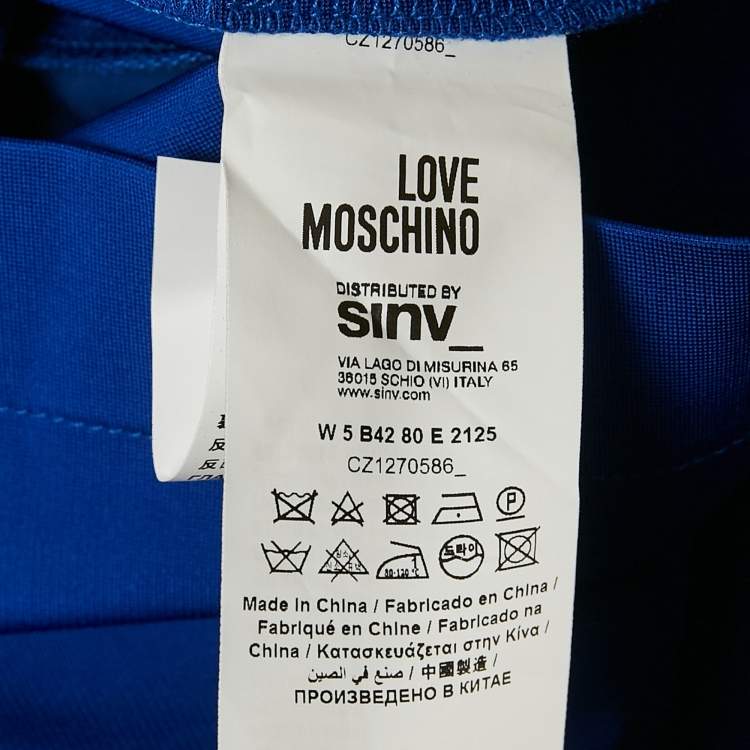 CZ1270586_
LOVE
MOSCHINO
DISTRIBUTED BY
sınv_
VIA LAGO DI MISURINA 65
36015 SCHIO (VI) ITALY
www.sinv.com
W 5 B42 80 E 2125
CZ1270586_
P
드라이
80-120 °C
Made in China / Fabricado en China /
Fabriqué en Chine / Fabricado na
China / Κατασκευάζεται στην Κίνα /
صنع في الصين / 中國製造 /
ПРОИЗВЕДЕНО В КИТАЕ